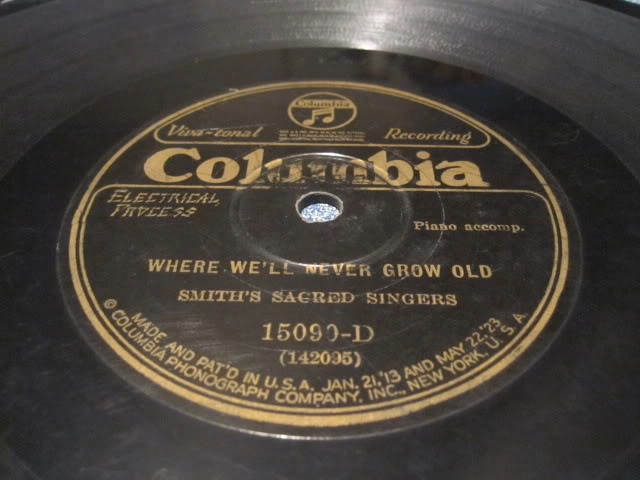 Columbia
Viva-tonal Recording
Columbia
ELECTRICAL
PROCESS
Piano accomp.
WHERE WE'LL NEVER GROW OLD
SMITH'S SACRED SINGERS
15090-D
(142095)
MADE AND PAT'D IN U.S.A. JAN. 21,'13 AND MAY 22,'23
© COLUMBIA PHONOGRAPH COMPANY, INC., NEW YORK, U.S.A.